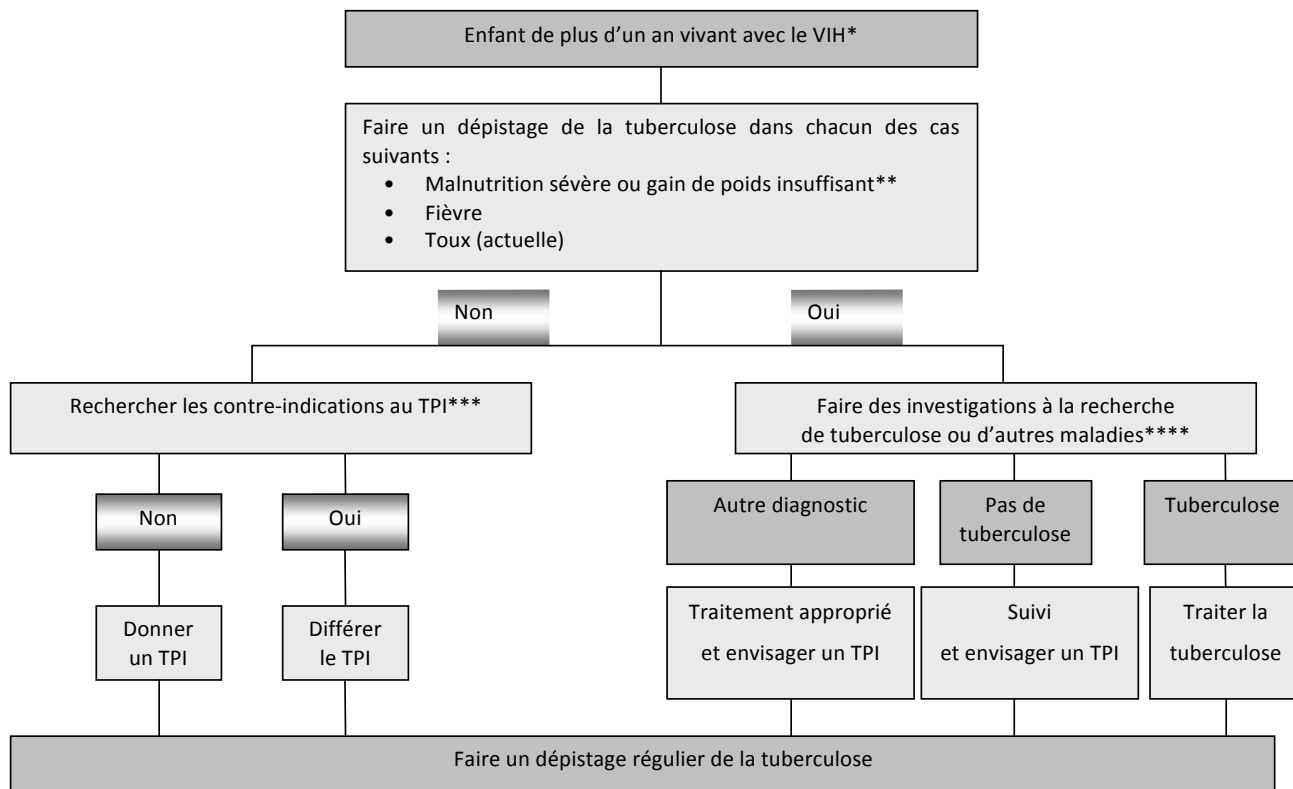 Enfant de plus d’un an vivant avec le VIH*
Faire un dépistage de la tuberculose dans chacun des cas
suivants :
• Malnutrition sévère ou gain de poids insuffisant**
• Fièvre
• Toux (actuelle)
Non
Oui
Rechercher les contre-indications au TPI***
Faire des investigations à la recherche
de tuberculose ou d’autres maladies****
Non
Oui
Autre diagnostic
Pas de
tuberculose
Tuberculose
Donner
un TPI
Différer
le TPI
Traitement approprié
et envisager un TPI
Suivi
et envisager un TPI
Traiter la
tuberculose
Faire un dépistage régulier de la tuberculose